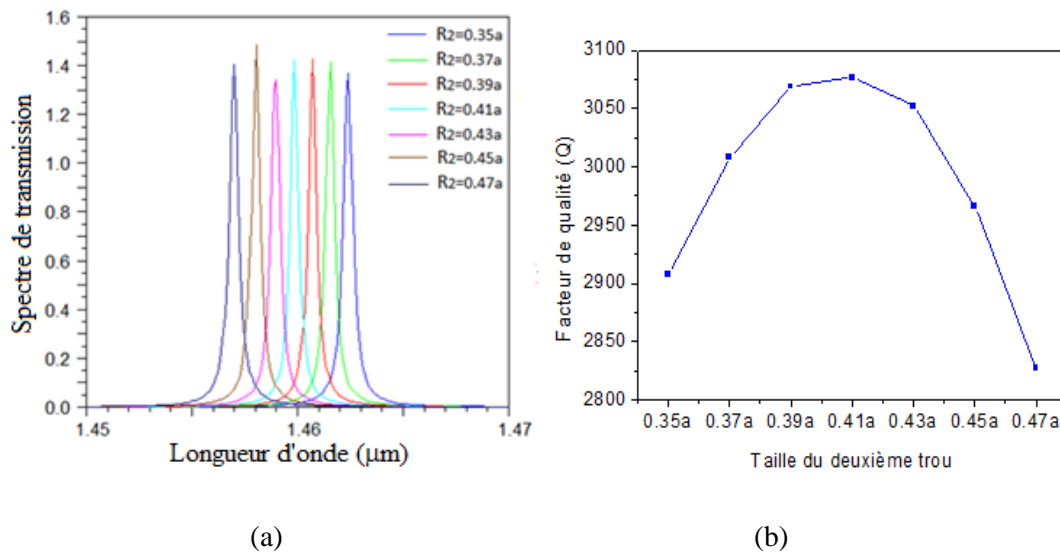 1.6
1.4
1.2
1.0
0.8
0.6
0.4
0.2
0.0
1.45
1.46
1.47
Spectre de transmission
Longueur d'onde (μm)
R2=0.35a
R2=0.37a
R2=0.39a
R2=0.41a
R2=0.43a
R2=0.45a
R2=0.47a
(a)
3100
3050
3000
2950
2900
2850
2800
0.35a 0.37a 0.39a 0.41a 0.43a 0.45a 0.47a
Facteur de qualité (Q)
Taille du deuxième trou
(b)